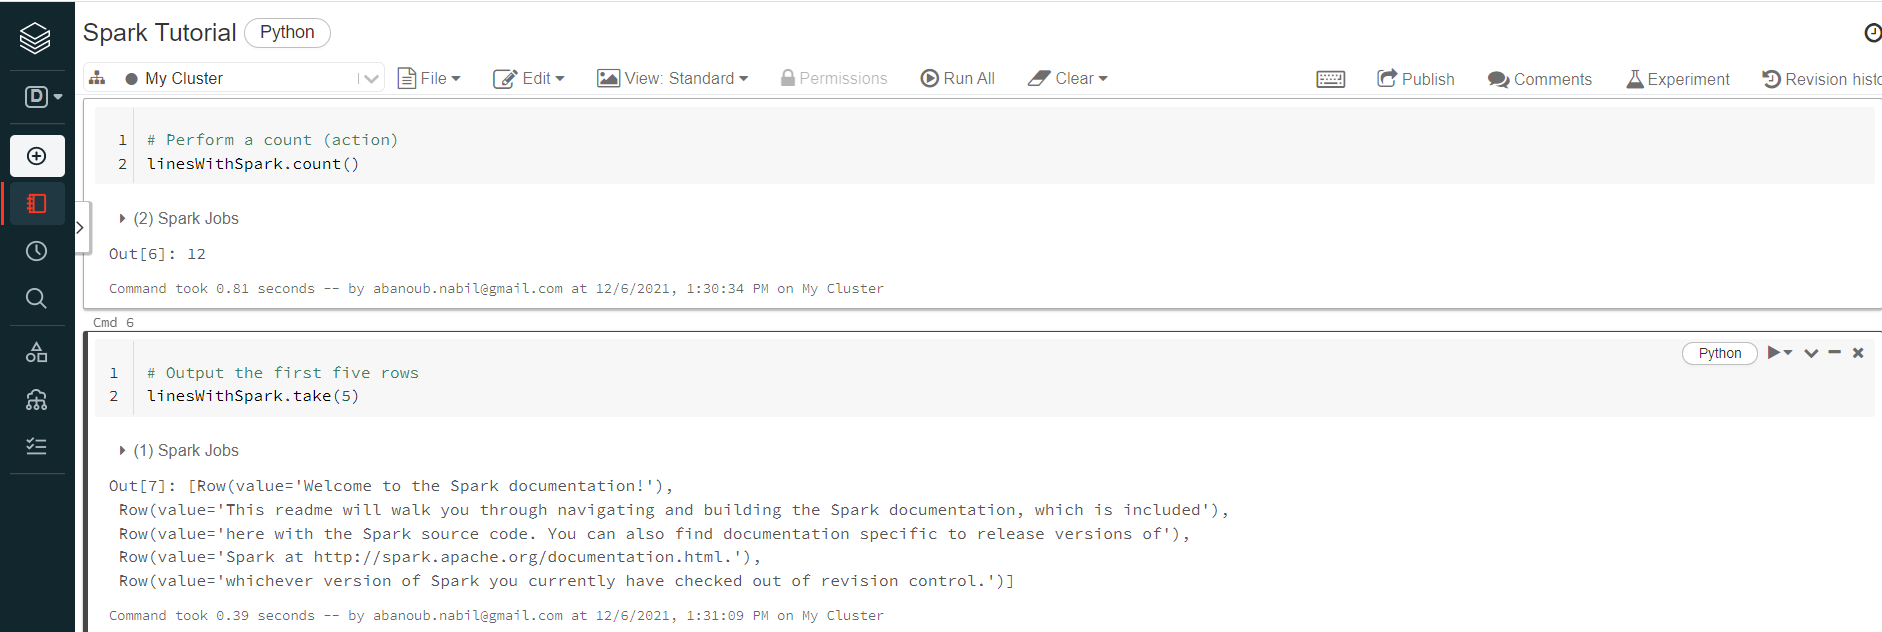 Spark Tutorial Python
My Cluster File Edit View: Standard Permissions Run All Clear Publish Comments Experiment Revision histo
D
1 # Perform a count (action)
2 linesWithSpark.count()
(2) Spark Jobs
Out[6]: 12
Command took 0.81 seconds -- by abanoub.nabil@gmail.com at 12/6/2021, 1:30:34 PM on My Cluster
Cmd 6
Python
1 # Output the first five rows
2 linesWithSpark.take(5)
(1) Spark Jobs
Out[7]: [Row(value='Welcome to the Spark documentation!'),
Row(value='This readme will walk you through navigating and building the Spark documentation, which is included'),
Row(value='here with the Spark source code. You can also find documentation specific to release versions of'),
Row(value='Spark at http://spark.apache.org/documentation.html.'),
Row(value='whichever version of Spark you currently have checked out of revision control.')]
Command took 0.39 seconds -- by abanoub.nabil@gmail.com at 12/6/2021, 1:31:09 PM on My Cluster